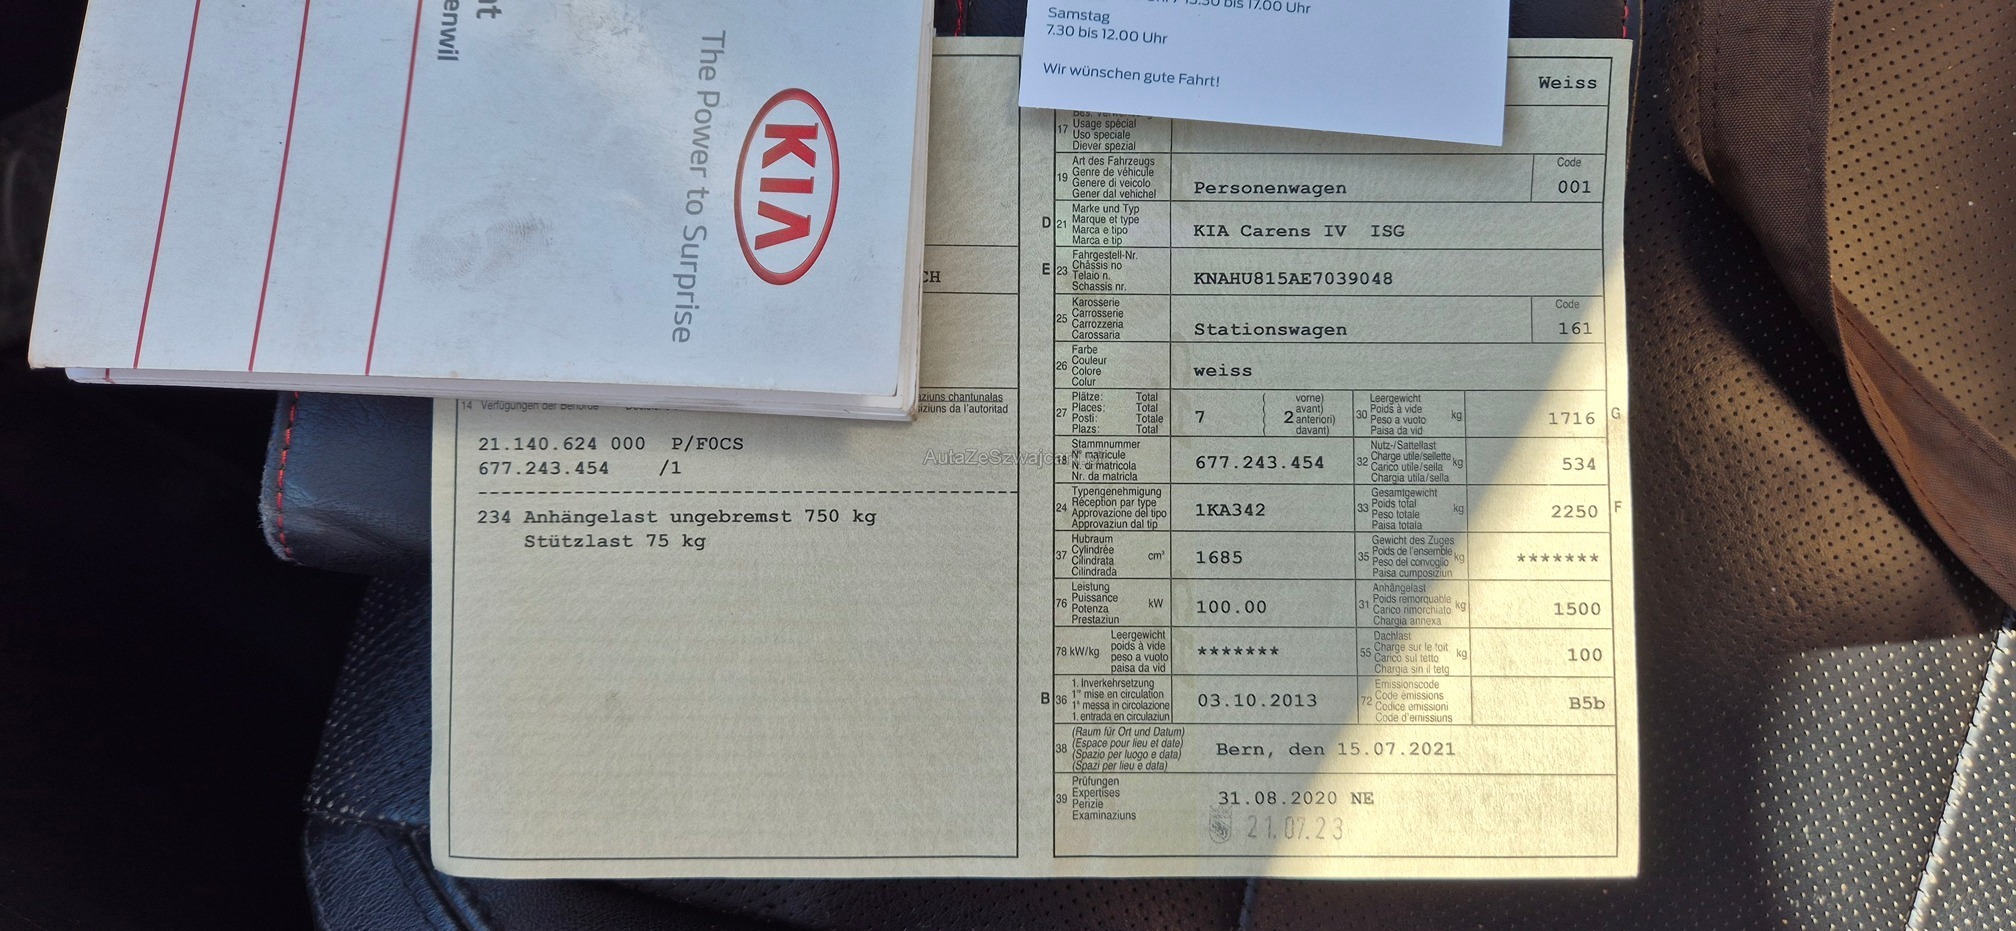 enwil
The Power to Surprise
KIA
bis 17.00 Uhr
Samstag
7.30 bis 12.00 Uhr
Wir wünschen gute Fahrt!
CH
aziuns chantunalas
14 Verfügungen der Behörde
ziuns da l'autoritad
21.140.624 000 P/F0CS
677.243.454 /1
234 Anhängelast ungebremst 750 kg
Stützlast 75 kg
Weiss
17
Usage spécial
Uso speciale
Diever spezial
19
Art des Fahrzeugs
Genre de véhicule
Genere di veicolo
Gener dal vehichel
Personenwagen
Code
001
D 21
Marke und Typ
Marque et type
Marca e tipo
Marca e tip
KIA Carens IV ISG
E 23
Fahrgestell-Nr.
Châssis no
Telaio n.
Schassis nr.
KNAHU815AE7039048
25
Karosserie
Carrosserie
Carrozzeria
Carossaria
Stationswagen
Code
161
26
Farbe
Couleur
Colore
Colur
weiss
27
Plätze: Total
Places: Total
Posti: Totale
Plazs: Total
7
( vorne)
2 avant)
anteriori)
( davant)
30
Leergewicht
Poids à vide
Peso a vuoto
Paisa da vid
kg
1716 G
18
Stammnummer
N° matricule
N. di matricola
Nr. da matricla
677.243.454
32
Nutz-/Sattellast
Charge utile/sellette
Carico utile/sella
Chargia utila/sella
kg
534
24
Typengenehmigung
Réception par type
Approvazione del tipo
Approvaziun dal tip
1KA342
33
Gesamtgewicht
Poids total
Peso totale
Paisa totala
kg
2250 F
37
Hubraum
Cylindrée
Cilindrata
Cilindrada
cm³
1685
35
Gewicht des Zuges
Poids de l'ensemble
Peso del convoglio
Paisa cumposiziun
kg
*******
76
Leistung
Puissance
Potenza
Prestaziun
kW
100.00
31
Anhängelast
Poids remorquable
Carico rimorchiato
Chargia annexa
kg
1500
78 kW/kg
Leergewicht
poids à vide
peso a vuoto
paisa da vid
*******
55
Dachlast
Charge sur le toit
Carico sul tetto
Chargia sin il tetg
kg
100
B 36
1. Inverkehrsetzung
1re mise en circulation
1a messa in circolazione
1. entrada en circulaziun
03.10.2013
72
Emissionscode
Code émissions
Codice emissioni
Code d'emissiuns
B5b
38
(Raum für Ort und Datum)
(Espace pour lieu et date)
(Spazio per luogo e data)
(Spazi per lieu e data)
Bern, den 15.07.2021
39
Prüfungen
Expertises
Perizie
Examinaziuns
31.08.2020 NE
21.07.23